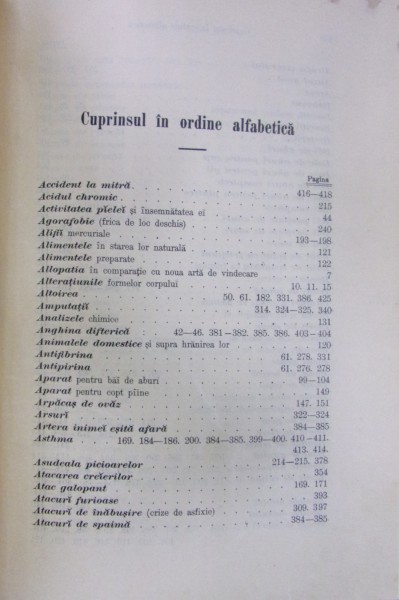 Cuprinsul în ordine alfabetică
Pagina
Accident la mitră . 416—418
Acidul chromic . 215
Activitatea pielei și însemnătatea ei 44
Agorafobie (frica de loc deschis) 240
Alifii mercuriale 193—198
Alimentele în starea lor naturală . 121
Alimentele preparate 122
Allopatia în comparație cu noua artă de vindecare 7
Alterațiunile formelor corpului 10. 11. 15
Altoirea . 50. 61. 182. 331. 386. 425
Amputații 314. 324—325. 340
Analizele chimice 131
Anghina difterică . 42—46. 381—382. 385. 386. 403—404
Animalele domestice și supra hrănirea lor . 120
Antifibrina 61. 278. 331
Antipirina 61. 276. 278
Aparat pentru băĭ de aburi 99—104
Aparat pentru copt pîine 149
Arpăcaș de ovăz 147. 151
Arsurĭ 322—324
Artera inimeĭ eșită afară 384—385
Asthma . 169. 184—186. 200. 384—385. 399—400. 410—411.
413. 414.
Asudeala picioarelor 214—215. 378
Atacarea creierilor 354
Atac galopant 169. 171
Atacurĭ furioase 393
Atacurĭ de înăbușire (crize de asfixie) 309. 397
Atacurĭ de spaimă 384—385